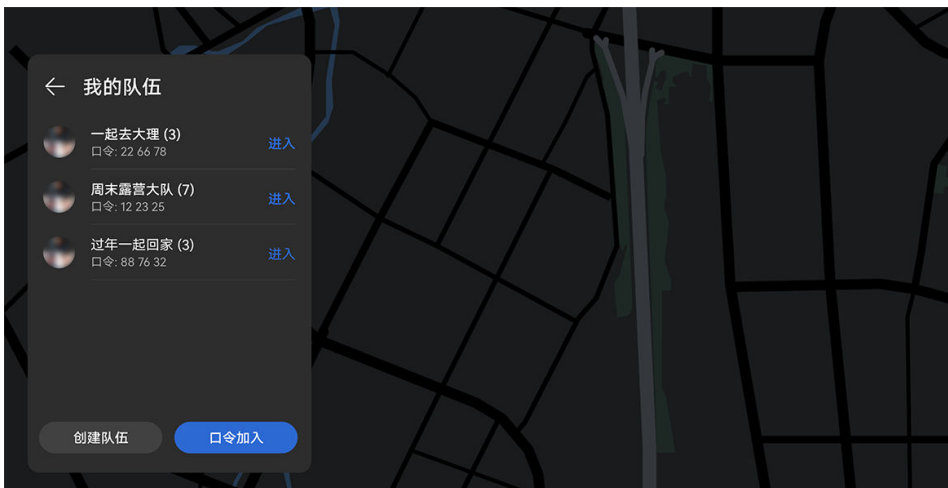 我的队伍
一起去大理 (3)
口令: 22 66 78
进入
周末露营大队 (7)
口令: 12 23 25
进入
过年一起回家 (3)
口令: 88 76 32
进入
创建队伍
口令加入